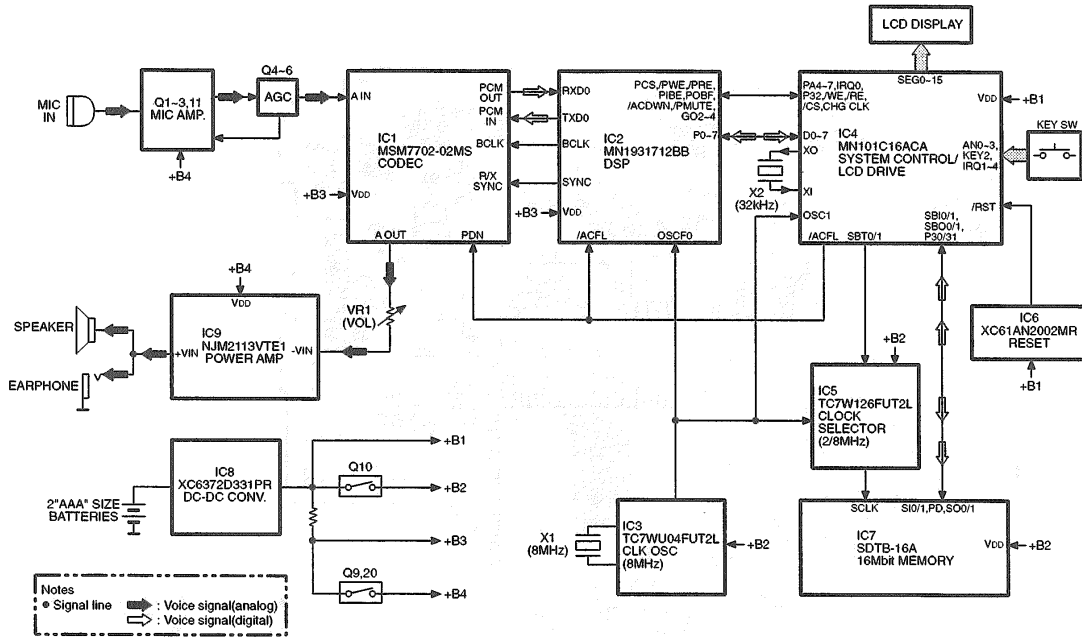 LCD DISPLAY
MIC
IN
Q1~3,11
MIC AMP.
+B4
Q4~6
AGC
A IN
PCM
OUT
PCM
IN
BCLK
R/X
SYNC
IC1
MSM7702-02MS
CODEC
+B3
VDD
A OUT
PDN
RXD0
TXD0
BCLK
SYNC
PCS,/PWE,/PRE,
PIBE,POBF,
/ACDWN,/PMUTE,
GO2~4
P0~7
IC2
MN1931712BB
DSP
+B3
VDD
/ACFL
OSCF0
SEG0~15
PA4~7,IRQ0,
P32/WE,/RE,
/CS,CHG CLK
D0~7
XO
XI
X2
(32kHz)
OSC1
/ACFL
SBT0/1
IC4
MN101C16ACA
SYSTEM CONTROL/
LCD DRIVE
VDD
+B1
AN0~3,
KEY2,
IRQ1~4
/RST
SBI0/1,
SBO0/1,
P30/31
KEY SW
+B4
VDD
IC9
NJM2113VTE1
POWER AMP
+VIN
-VIN
SPEAKER
EARPHONE
VR1
(VOL)
IC6
XC61AN2002MR
RESET
+B1
+B2
IC5
TC7W126FUT2L
CLOCK
SELECTOR
(2/8MHz)
IC8
XC6372D331PR
DC-DC CONV.
2"AAA" SIZE
BATTERIES
+B1
Q10
+B2
+B3
Q9,20
+B4
X1
(8MHz)
IC3
TC7WU04FUT2L
CLK OSC
(8MHz)
+B2
SCLK
SI0/1,PD,SO0/1
IC7
SDTB-16A
16Mbit MEMORY
VDD
+B2
Notes
● Signal line
: Voice signal(analog)
: Voice signal(digital)